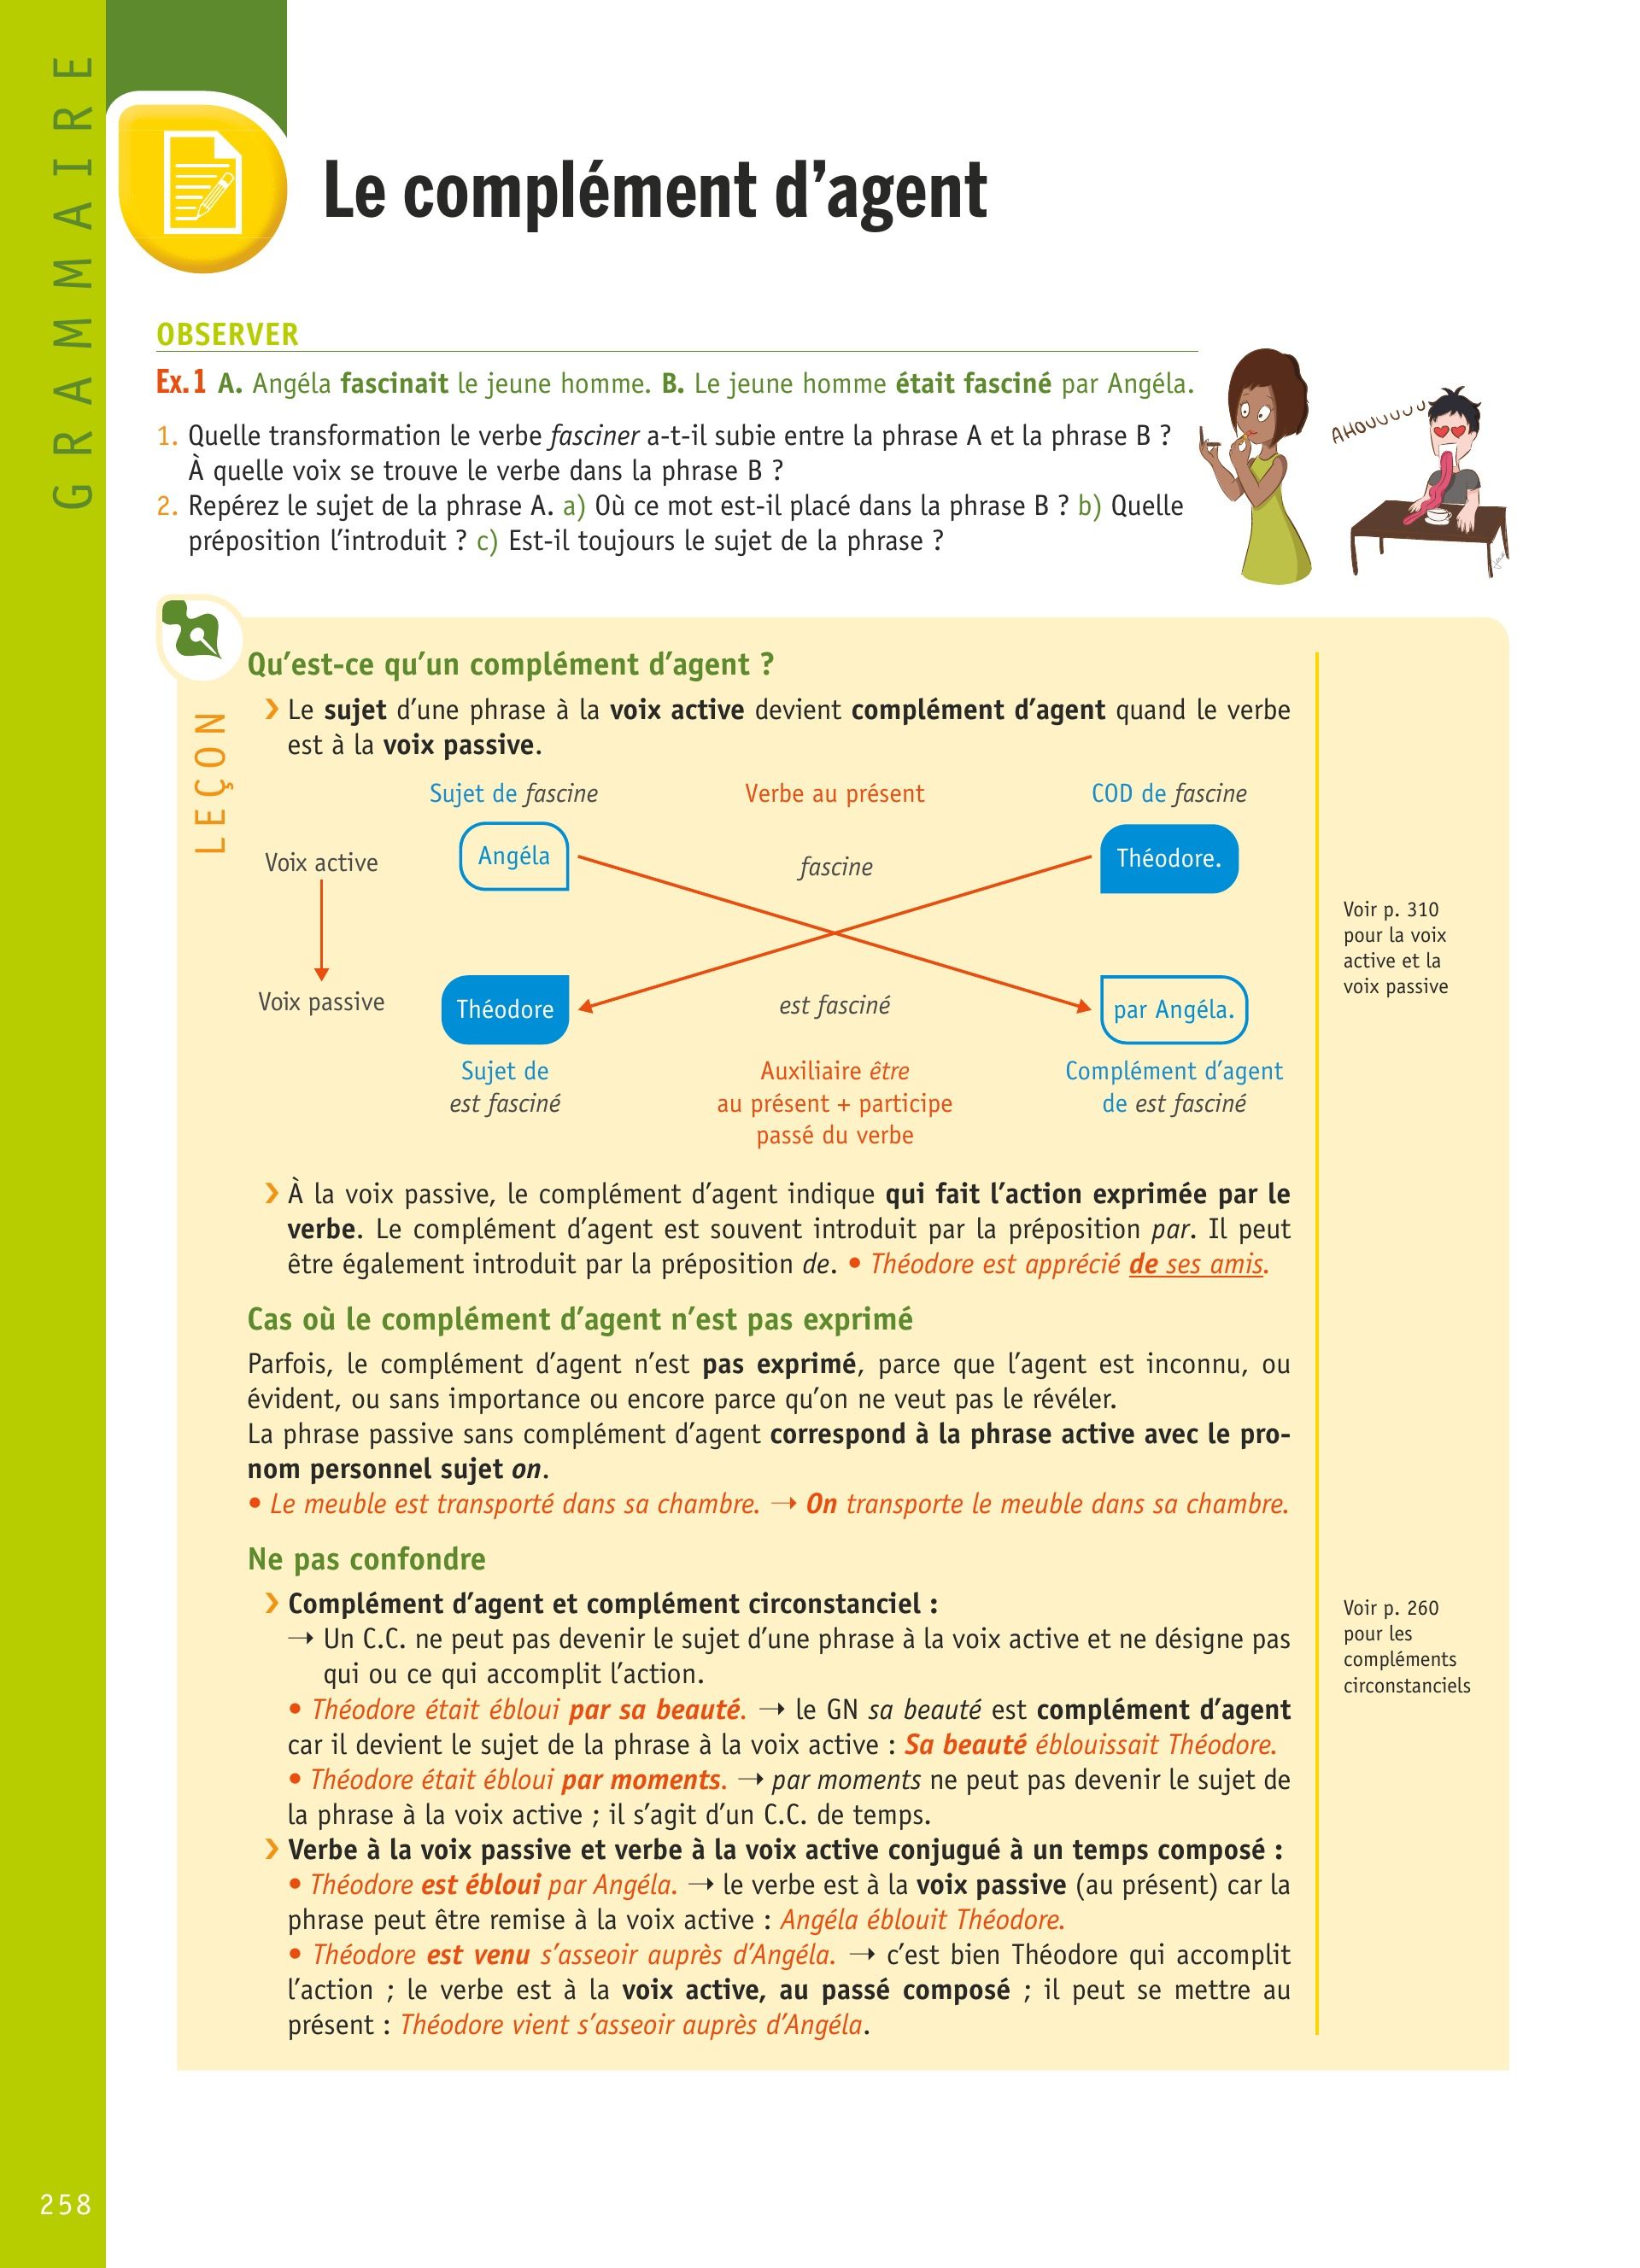 GRAMMAIRE
Le complément d’agent
OBSERVER
Ex.1 A. Angéla fascinait le jeune homme. B. Le jeune homme était fasciné par Angéla.
1. Quelle transformation le verbe fasciner a-t-il subie entre la phrase A et la phrase B ?
À quelle voix se trouve le verbe dans la phrase B ?
2. Repérez le sujet de la phrase A. a) Où ce mot est-il placé dans la phrase B ? b) Quelle
préposition l’introduit ? c) Est-il toujours le sujet de la phrase ?
AHOUUUUUU
LEÇON
Qu’est-ce qu’un complément d’agent ?
› Le sujet d’une phrase à la voix active devient complément d’agent quand le verbe
est à la voix passive.
Sujet de fascine Verbe au présent COD de fascine
Voix active Angéla fascine Théodore.
Voix passive Théodore est fasciné par Angéla.
Sujet de Auxiliaire être Complément d’agent
est fasciné au présent + participe de est fasciné
passé du verbe
Voir p. 310
pour la voix
active et la
voix passive
› À la voix passive, le complément d’agent indique qui fait l’action exprimée par le
verbe. Le complément d’agent est souvent introduit par la préposition par. Il peut
être également introduit par la préposition de. • Théodore est apprécié de ses amis.
Cas où le complément d’agent n’est pas exprimé
Parfois, le complément d’agent n’est pas exprimé, parce que l’agent est inconnu, ou
évident, ou sans importance ou encore parce qu’on ne veut pas le révéler.
La phrase passive sans complément d’agent correspond à la phrase active avec le pro-
nom personnel sujet on.
• Le meuble est transporté dans sa chambre. → On transporte le meuble dans sa chambre.
Ne pas confondre
› Complément d’agent et complément circonstanciel :
→ Un C.C. ne peut pas devenir le sujet d’une phrase à la voix active et ne désigne pas
qui ou ce qui accomplit l’action.
• Théodore était ébloui par sa beauté. → le GN sa beauté est complément d’agent
car il devient le sujet de la phrase à la voix active : Sa beauté éblouissait Théodore.
• Théodore était ébloui par moments. → par moments ne peut pas devenir le sujet de
la phrase à la voix active ; il s’agit d’un C.C. de temps.
› Verbe à la voix passive et verbe à la voix active conjugué à un temps composé :
• Théodore est ébloui par Angéla. → le verbe est à la voix passive (au présent) car la
phrase peut être remise à la voix active : Angéla éblouit Théodore.
• Théodore est venu s’asseoir auprès d’Angéla. → c’est bien Théodore qui accomplit
l’action ; le verbe est à la voix active, au passé composé ; il peut se mettre au
présent : Théodore vient s’asseoir auprès d’Angéla.
Voir p. 260
pour les
compléments
circonstanciels
258